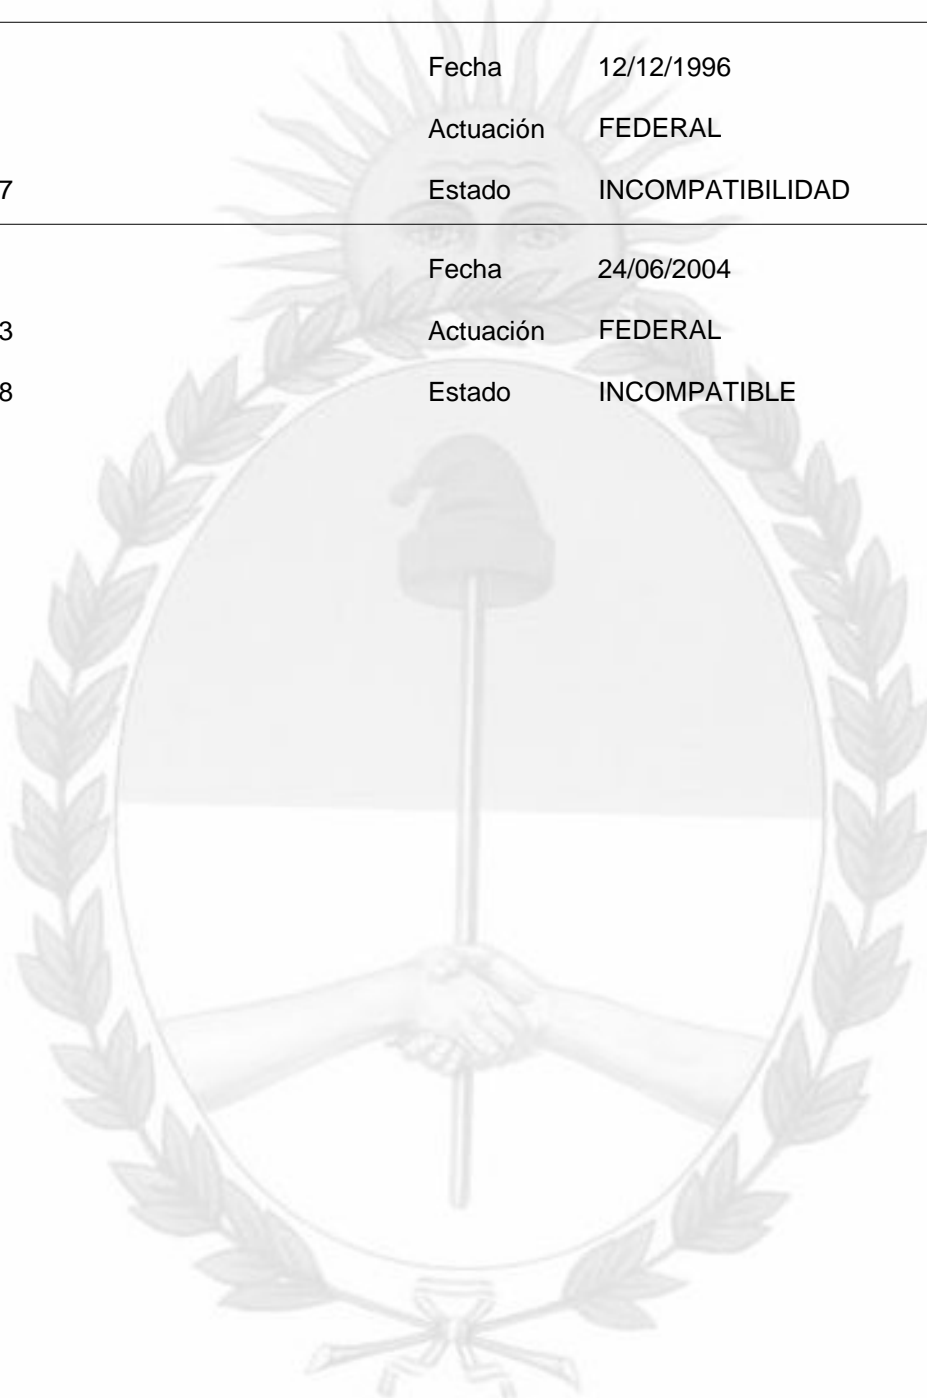 Fecha 12/12/1996
Actuación FEDERAL
7 Estado INCOMPATIBILIDAD
Fecha 24/06/2004
3 Actuación FEDERAL
8 Estado INCOMPATIBLE